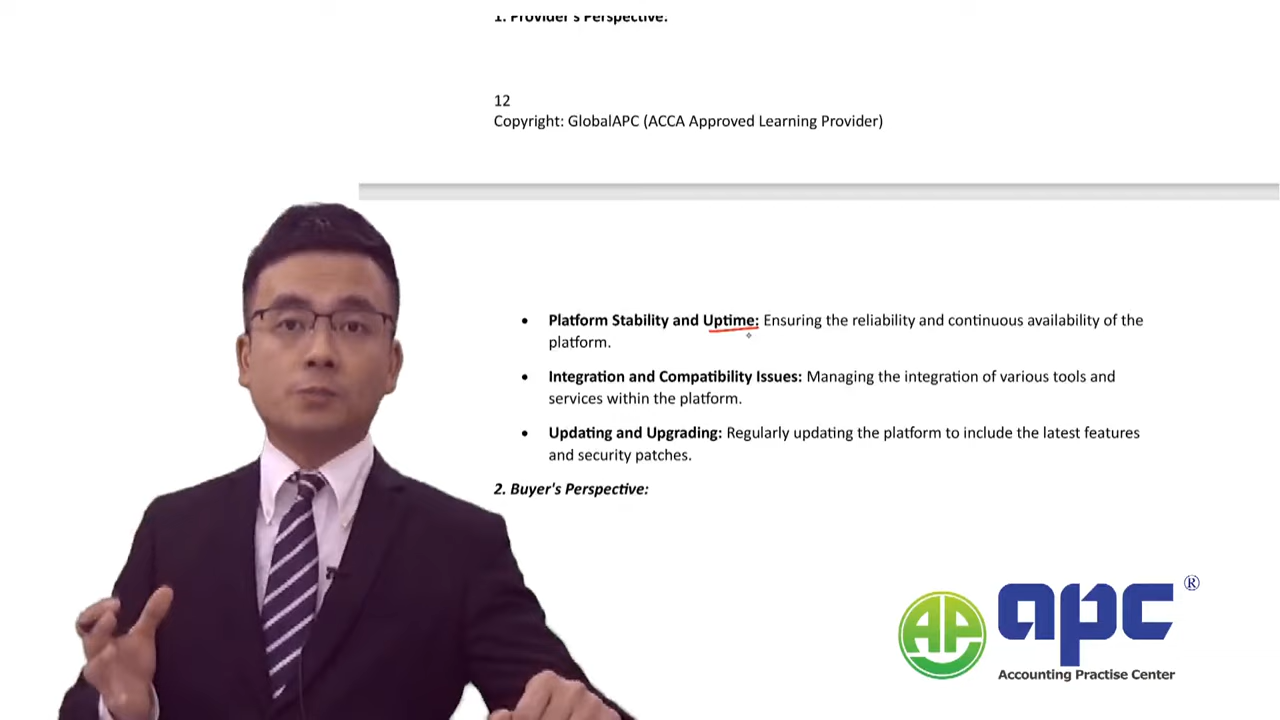 1. Provider's Perspective:
12
Copyright: GlobalAPC (ACCA Approved Learning Provider)
• Platform Stability and Uptime: Ensuring the reliability and continuous availability of the
platform.
• Integration and Compatibility Issues: Managing the integration of various tools and
services within the platform.
• Updating and Upgrading: Regularly updating the platform to include the latest features
and security patches.
2. Buyer's Perspective:
AP
apc ®
Accounting Practise Center